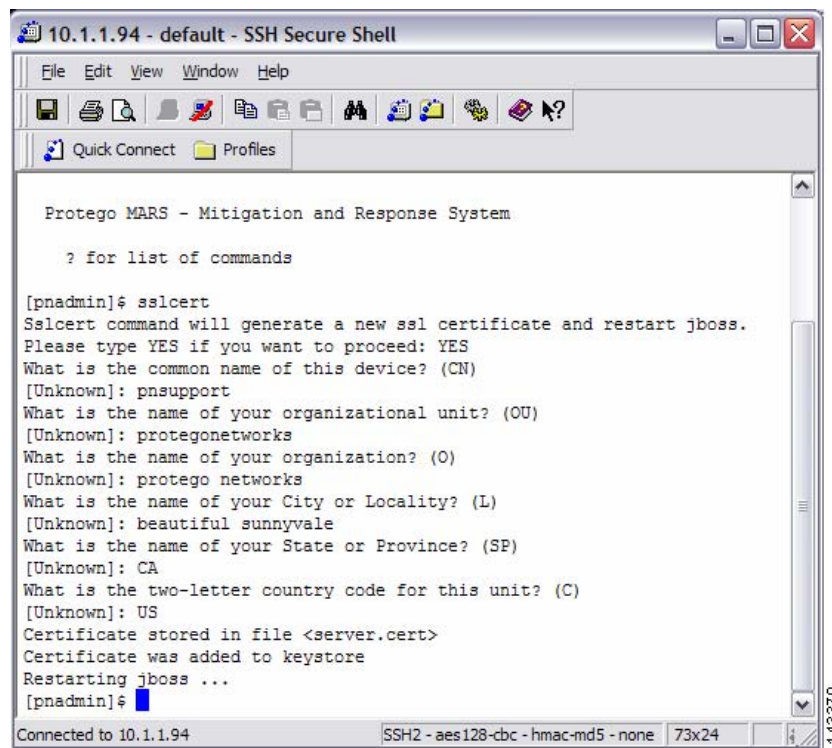 10.1.1.94 - default - SSH Secure Shell
File Edit View Window Help
Quick Connect Profiles
Protego MARS - Mitigation and Response System
? for list of commands
[pnadmin]$ sslcert
Sslcert command will generate a new ssl certificate and restart jboss.
Please type YES if you want to proceed: YES
What is the common name of this device? (CN)
[Unknown]: pnsupport
What is the name of your organizational unit? (OU)
[Unknown]: protegonetworks
What is the name of your organization? (O)
[Unknown]: protego networks
What is the name of your City or Locality? (L)
[Unknown]: beautiful sunnyvale
What is the name of your State or Province? (SP)
[Unknown]: CA
What is the two-letter country code for this unit? (C)
[Unknown]: US
Certificate stored in file <server.cert>
Certificate was added to keystore
Restarting jboss ...
[pnadmin]$
Connected to 10.1.1.94 SSH2 - aes128-cbc - hmac-md5 - none 73x24